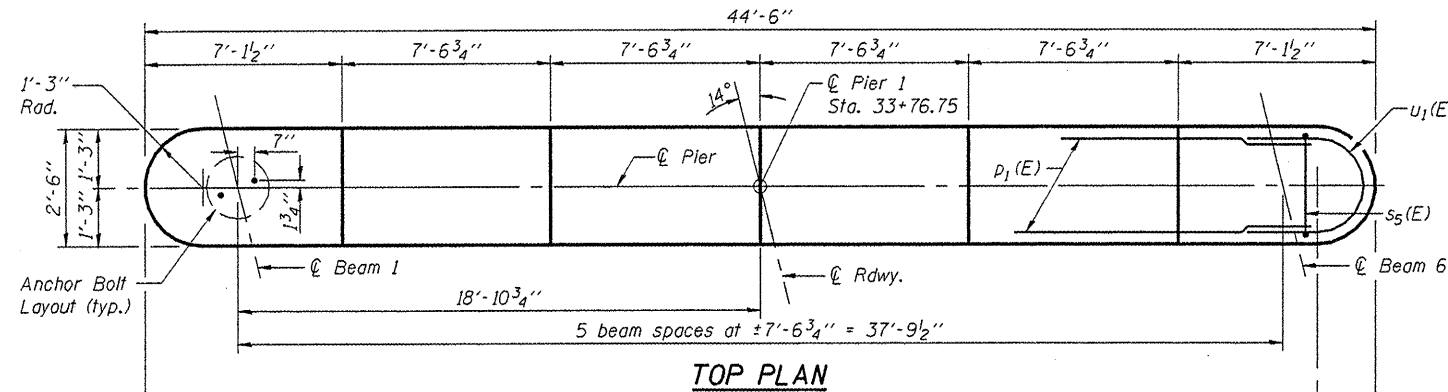 44'-6"
7'-1½" 7'-6¾" 7'-6¾" 7'-6¾" 7'-6¾" 7'-1½"
1'-3"
Rad.
14°
℄ Pier 1
Sta. 33+76.75
u1(E
7"
2'-6"
1'-3"
1'-3"
℄ Pier
p1(E)
1¾"
s5(E)
Anchor Bolt
Layout (typ.)
℄ Beam 1
℄ Rdwy.
℄ Beam 6
18'-10¾"
5 beam spaces at ±7'-6¾" = 37'-9½"
TOP PLAN